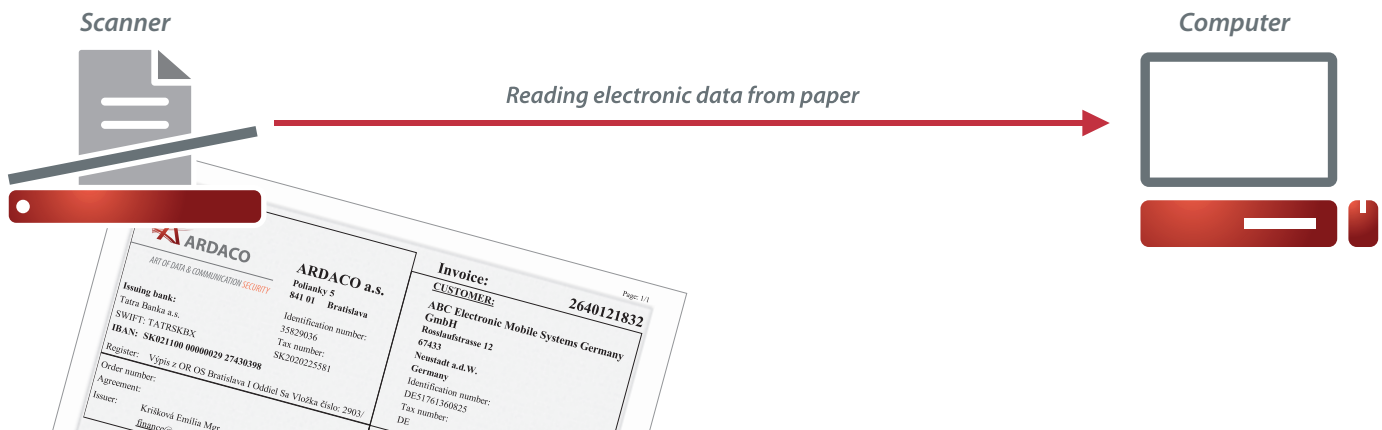 Scanner
Computer
Reading electronic data from paper
ARDACO
ART OF DATA & COMMUNICATION SECURITY
ARDACO a.s.
Polianky 5
841 01 Bratislava
Issuing bank:
Tatra Banka a.s.
SWIFT: TATRSKBX
IBAN: SK021100 00000029 27430398
Identification number:
35829036
Tax number:
SK2020225581
Register: Výpis z OR OS Bratislava I Oddiel Sa Vložka číslo: 2903/
Order number:
Agreement:
Issuer:
Krišková Emília Mgr
finance@
Page: 1/1
Invoice:
2640121832
CUSTOMER:
ABC Electronic Mobile Systems Germany
GmbH
Rosslaufstrasse 12
67433
Neustadt a.d.W.
Germany
Identification number:
DE51761360825
Tax number:
DE